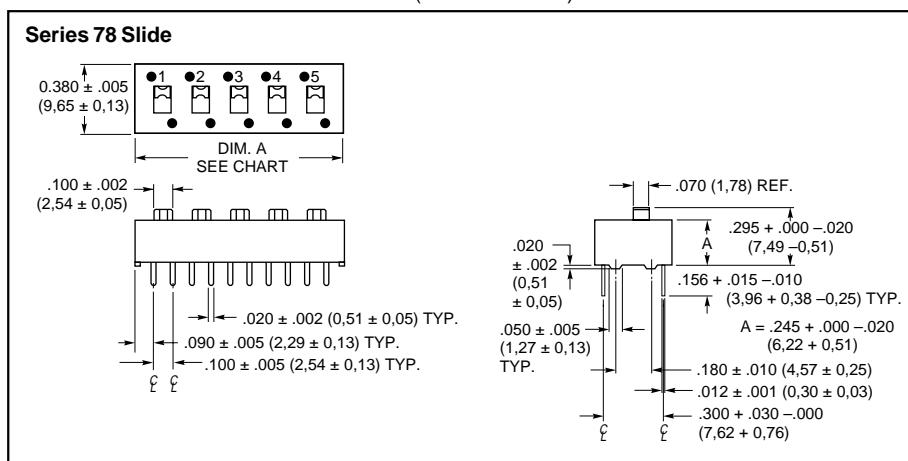 Series 78 Slide
1 2 3 4 5
0.380 ± .005
(9,65 ± 0,13)
DIM. A
SEE CHART
.100 ± .002
(2,54 ± 0,05)
.020 ± .002 (0,51 ± 0,05) TYP.
.090 ± .005 (2,29 ± 0,13) TYP.
.100 ± .005 (2,54 ± 0,13) TYP.
℄ ℄
.070 (1,78) REF.
A
.295 + .000 –.020
(7,49 –0,51)
.020
± .002
(0,51
± 0,05)
.156 + .015 –.010
(3,96 + 0,38 –0,25) TYP.
.050 ± .005
(1,27 ± 0,13)
TYP.
A = .245 + .000 –.020
(6,22 + 0,51)
.180 ± .010 (4,57 ± 0,25)
.012 ± .001 (0,30 ± 0,03)
.300 + .030 –.000
(7,62 + 0,76)
℄ ℄